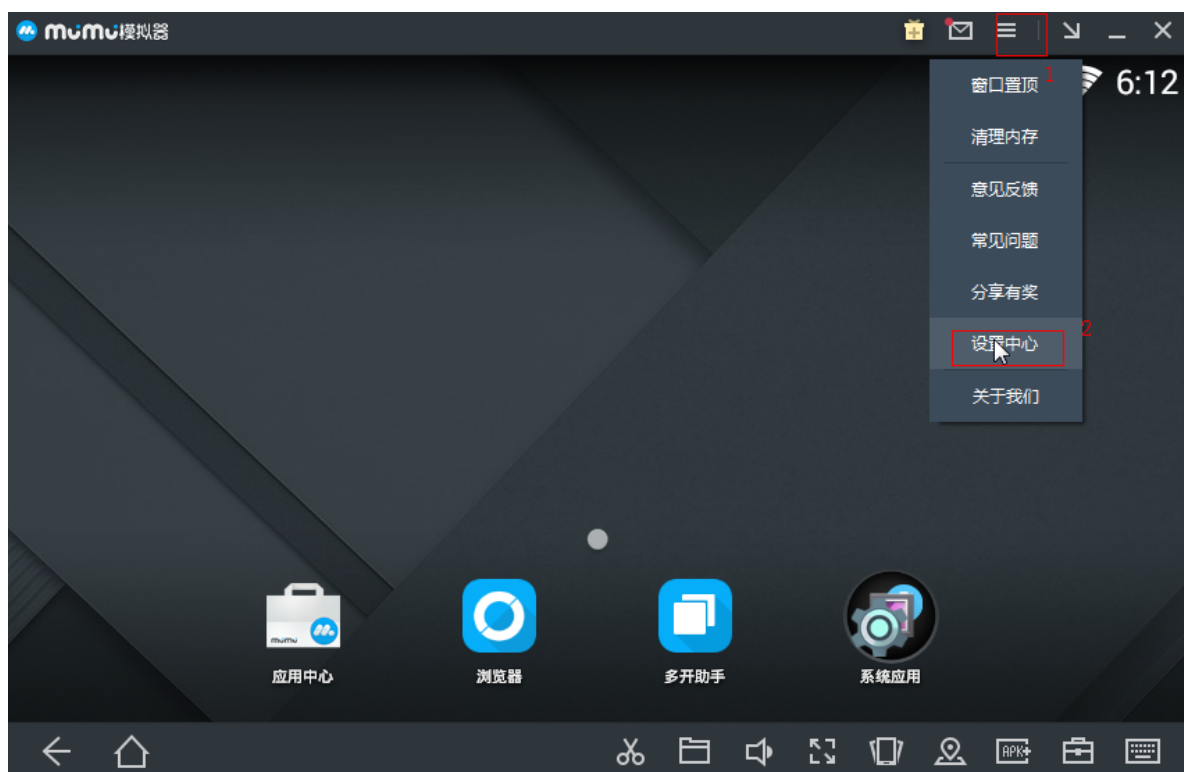 mumu模拟器
1
6:12
窗口置顶
清理内存
意见反馈
常见问题
分享有奖
设置中心
2
关于我们
mumu
应用中心
浏览器
多开助手
系统应用
APK+